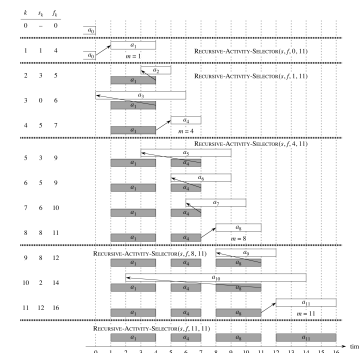 k s_k f_k
0 – 0
a_0
1 1 4
a_0
a_1
m = 1
RECURSIVE-ACTIVITY-SELECTOR(s, f, 0, 11)
2 3 5
a_2
a_1
RECURSIVE-ACTIVITY-SELECTOR(s, f, 1, 11)
3 0 6
a_3
a_1
4 5 7
a_4
a_1
m = 4
RECURSIVE-ACTIVITY-SELECTOR(s, f, 4, 11)
5 3 9
a_5
a_1 a_4
6 5 9
a_6
a_1 a_4
7 6 10
a_7
a_1 a_4
8 8 11
a_8
a_1 a_4
m = 8
RECURSIVE-ACTIVITY-SELECTOR(s, f, 8, 11)
9 8 12
a_9
a_1 a_4 a_8
10 2 14
a_10
a_1 a_4 a_8
11 12 16
a_11
a_1 a_4 a_8
m = 11
RECURSIVE-ACTIVITY-SELECTOR(s, f, 11, 11)
a_1 a_4 a_8 a_11
0 1 2 3 4 5 6 7 8 9 10 11 12 13 14 15 16
tim